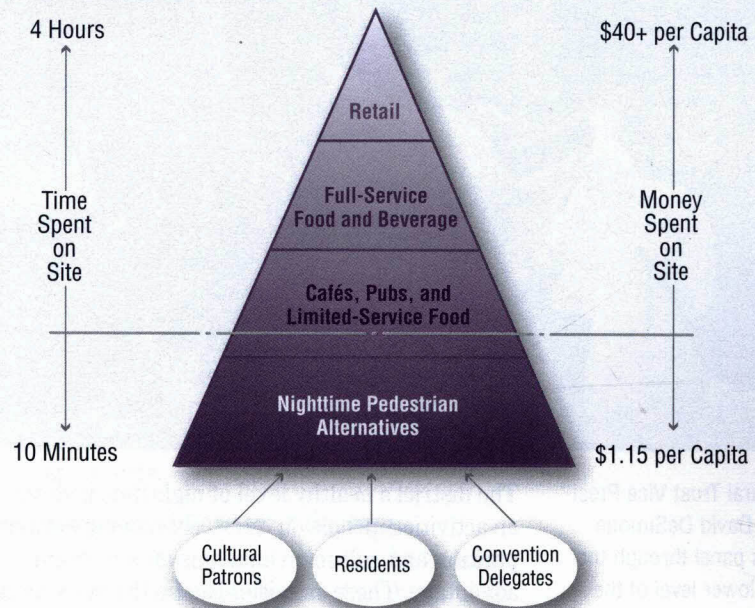 4 Hours
$40+ per Capita
Retail
Full-Service
Food and Beverage
Time
Spent
on
Site
Money
Spent
on
Site
Cafés, Pubs, and
Limited-Service Food
Nighttime Pedestrian
Alternatives
10 Minutes
$1.15 per Capita
Cultural
Patrons
Residents
Convention
Delegates